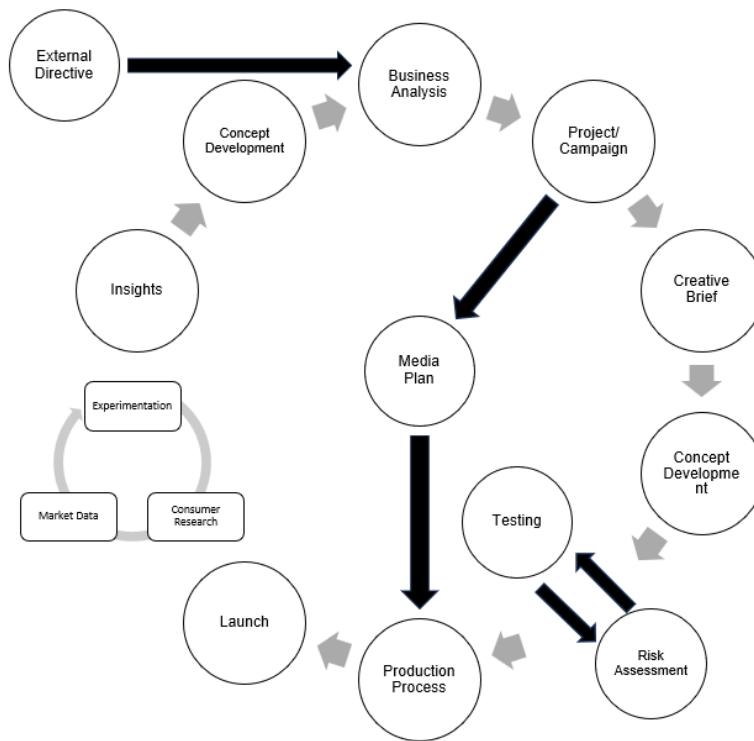 External
Directive
Business
Analysis
Concept
Development
Project/
Campaign
Insights
Creative
Brief
Media
Plan
Experimentation
Market Data
Consumer
Research
Concept
Developme
nt
Testing
Launch
Production
Process
Risk
Assessment